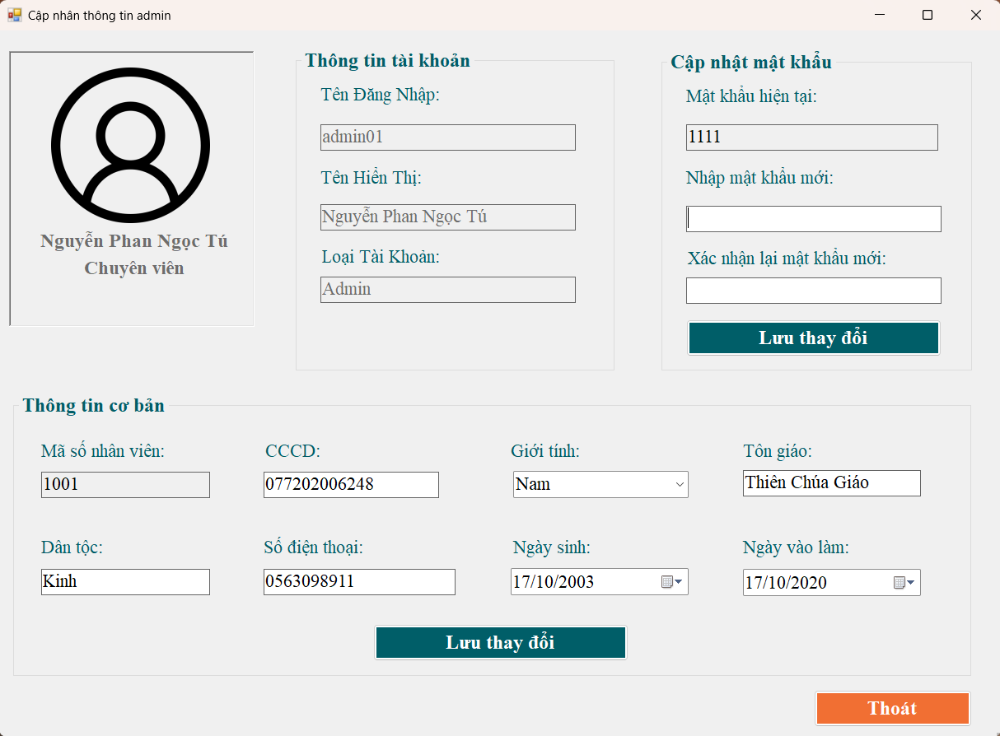 Cập nhân thông tin admin
Nguyễn Phan Ngọc Tú
Chuyên viên
Thông tin tài khoản
Tên Đăng Nhập:
admin01
Tên Hiển Thị:
Nguyễn Phan Ngọc Tú
Loại Tài Khoản:
Admin
Cập nhật mật khẩu
Mật khẩu hiện tại:
1111
Nhập mật khẩu mới:
Xác nhận lại mật khẩu mới:
Lưu thay đổi
Thông tin cơ bản
Mã số nhân viên:
1001
CCCD:
077202006248
Giới tính:
Nam
Tôn giáo:
Thiên Chúa Giáo
Dân tộc:
Kinh
Số điện thoại:
0563098911
Ngày sinh:
17/10/2003
Ngày vào làm:
17/10/2020
Lưu thay đổi
Thoát